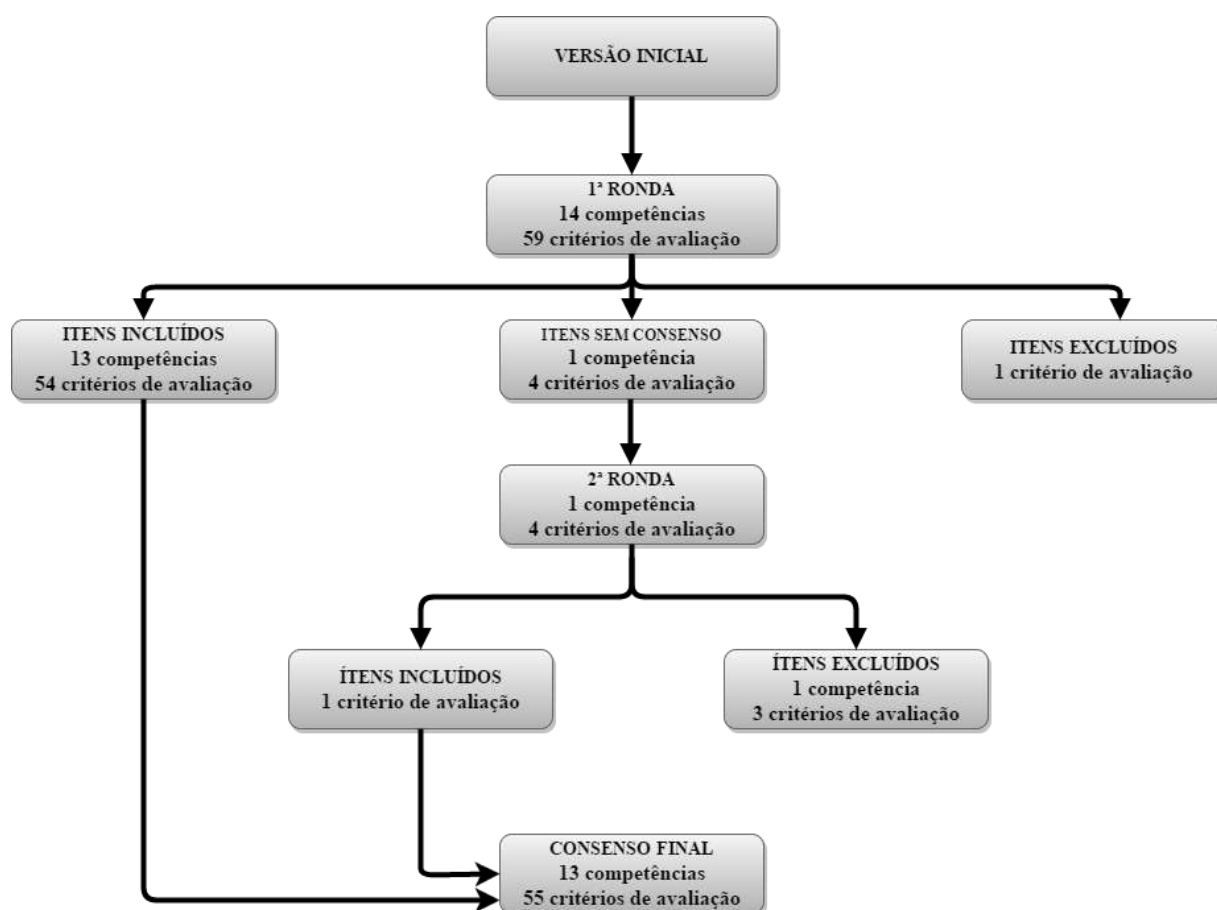 VERSÃO INICIAL
1ª RONDA
14 competências
59 critérios de avaliação
ITENS INCLUÍDOS
13 competências
54 critérios de avaliação
ITENS SEM CONSENSO
1 competência
4 critérios de avaliação
ITENS EXCLUÍDOS
1 critério de avaliação
2ª RONDA
1 competência
4 critérios de avaliação
ÍTENS INCLUÍDOS
1 critério de avaliação
ÍTENS EXCLUÍDOS
1 competência
3 critérios de avaliação
CONSENSO FINAL
13 competências
55 critérios de avaliação